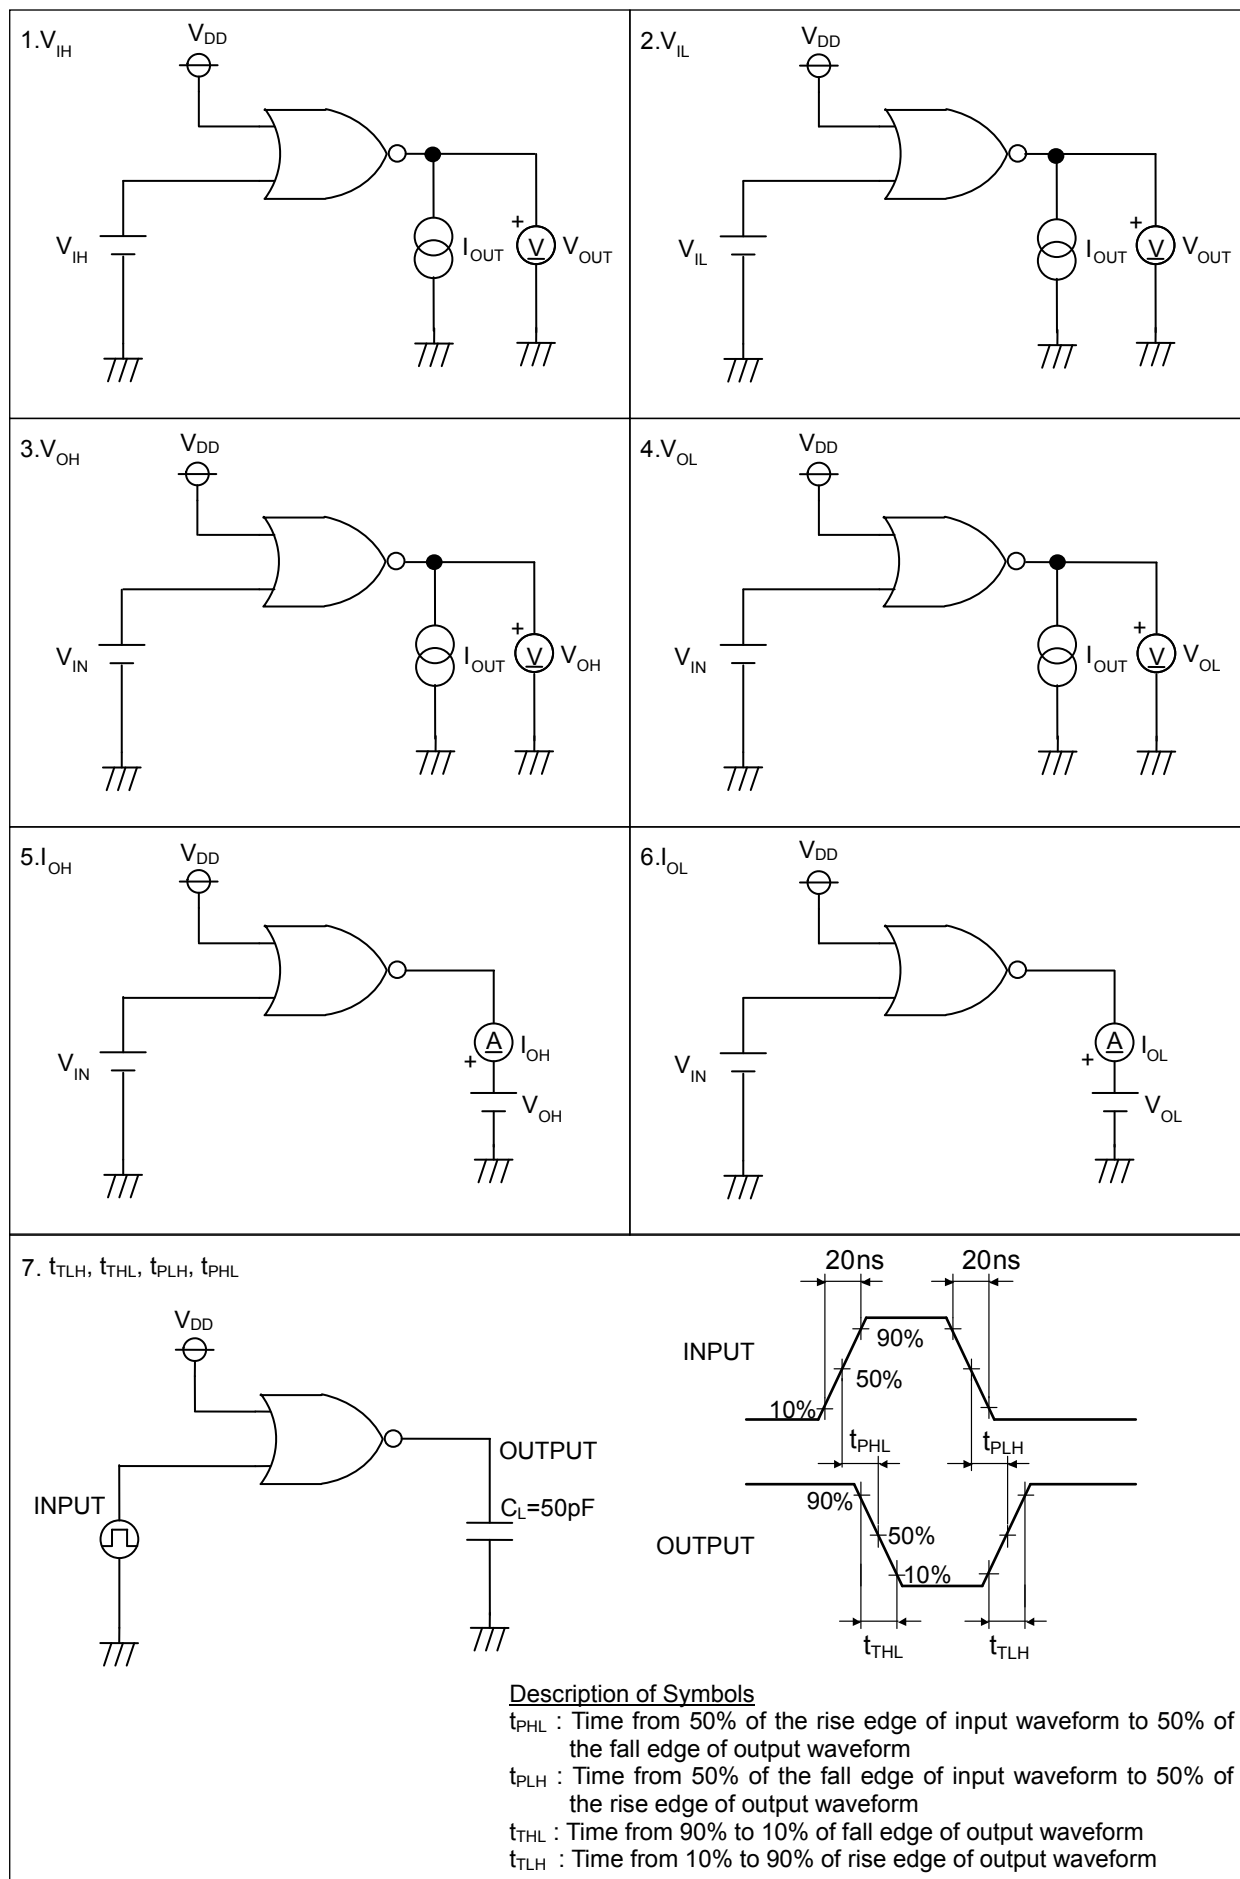 1.VIH
VDD
VIH
IOUT
+
V
VOUT
2.VIL
VDD
VIL
IOUT
+
V
VOUT
3.VOH
VDD
VIN
IOUT
+
V
VOH
4.VOL
VDD
VIN
IOUT
+
V
VOL
5.IOH
VDD
VIN
+
A
IOH
VOH
6.IOL
VDD
VIN
+
A
IOL
VOL
7. tTLH, tTHL, tPLH, tPHL
VDD
INPUT
OUTPUT
CL=50pF
20ns 20ns
INPUT
90%
50%
10%
tPHL tPLH
90%
OUTPUT
50%
10%
tTHL tTLH
Description of Symbols
tPHL : Time from 50% of the rise edge of input waveform to 50% of
the fall edge of output waveform
tPLH : Time from 50% of the fall edge of input waveform to 50% of
the rise edge of output waveform
tTHL : Time from 90% to 10% of fall edge of output waveform
tTLH : Time from 10% to 90% of rise edge of output waveform